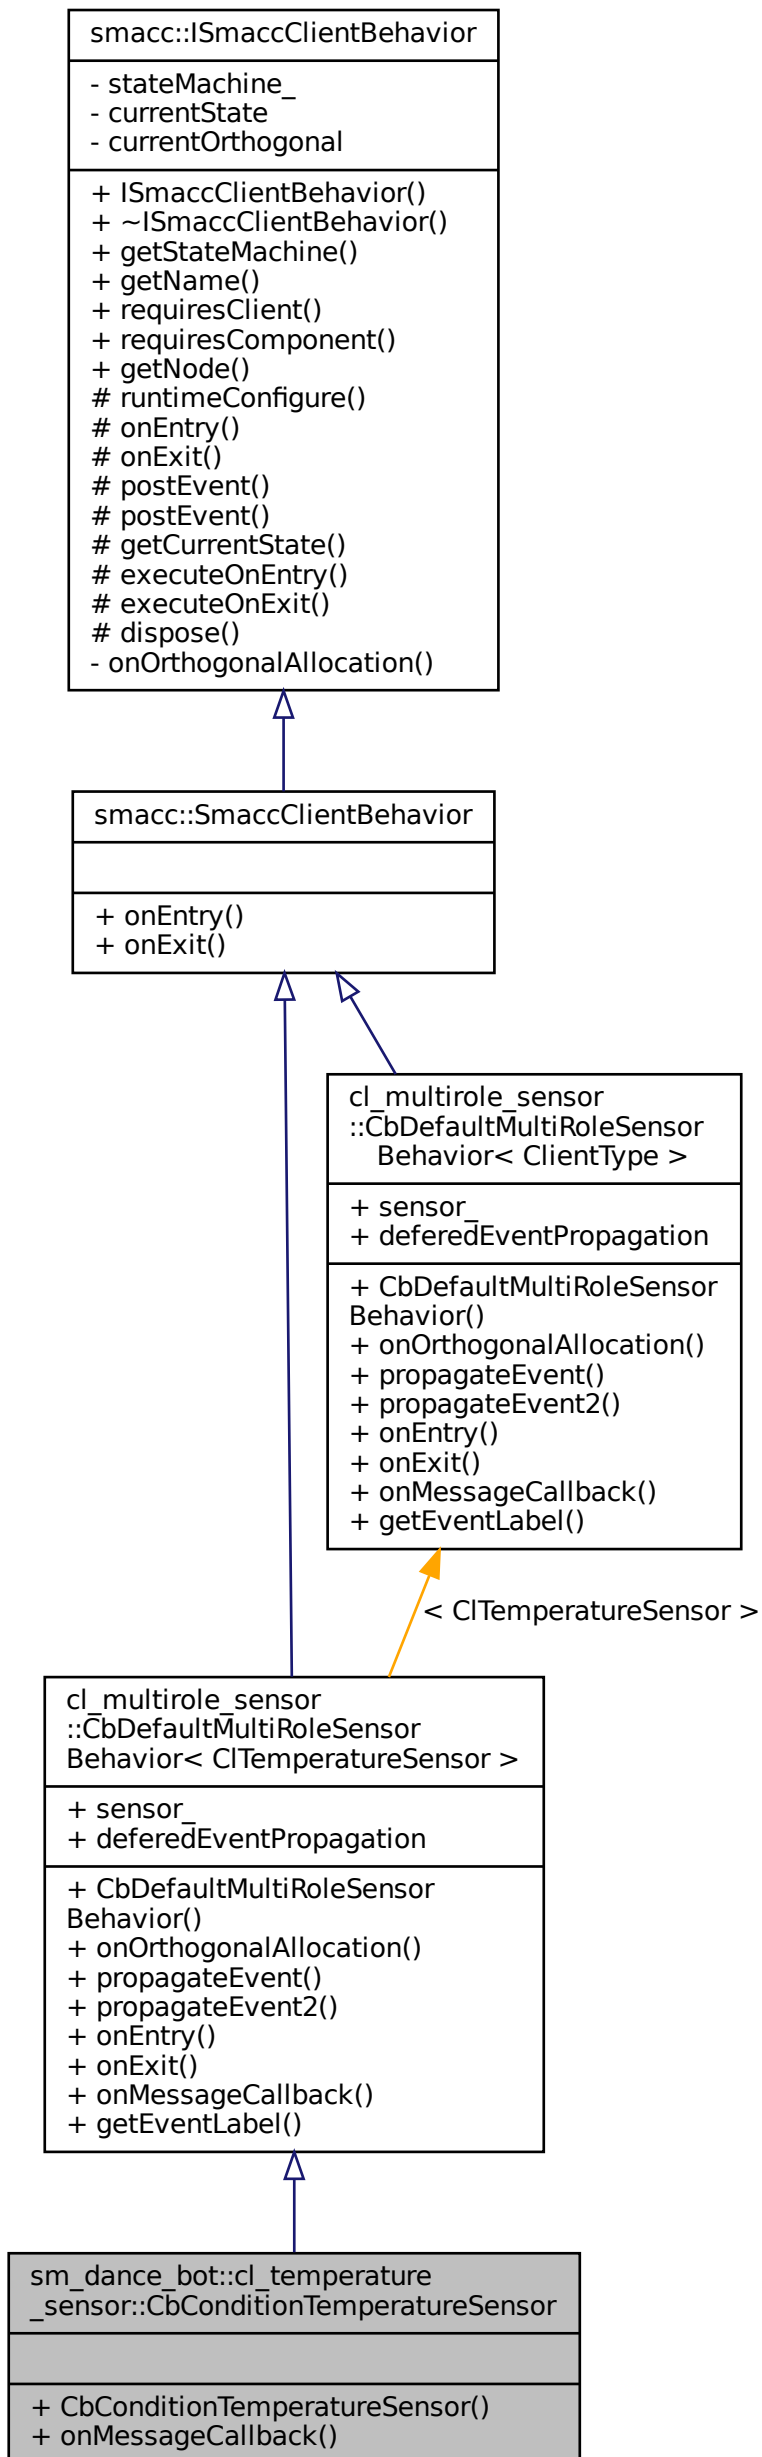 smacc::ISmaccClientBehavior
- stateMachine_
- currentState
- currentOrthogonal
+ ISmaccClientBehavior()
+ ~ISmaccClientBehavior()
+ getStateMachine()
+ getName()
+ requiresClient()
+ requiresComponent()
+ getNode()
# runtimeConfigure()
# onEntry()
# onExit()
# postEvent()
# postEvent()
# getCurrentState()
# executeOnEntry()
# executeOnExit()
# dispose()
- onOrthogonalAllocation()
smacc::SmaccClientBehavior
+ onEntry()
+ onExit()
cl_multirole_sensor
::CbDefaultMultiRoleSensor
Behavior< ClientType >
+ sensor_
+ deferedEventPropagation
+ CbDefaultMultiRoleSensor
Behavior()
+ onOrthogonalAllocation()
+ propagateEvent()
+ propagateEvent2()
+ onEntry()
+ onExit()
+ onMessageCallback()
+ getEventLabel()
< ClTemperatureSensor >
cl_multirole_sensor
::CbDefaultMultiRoleSensor
Behavior< ClTemperatureSensor >
+ sensor_
+ deferedEventPropagation
+ CbDefaultMultiRoleSensor
Behavior()
+ onOrthogonalAllocation()
+ propagateEvent()
+ propagateEvent2()
+ onEntry()
+ onExit()
+ onMessageCallback()
+ getEventLabel()
sm_dance_bot::cl_temperature
_sensor::CbConditionTemperatureSensor
+ CbConditionTemperatureSensor()
+ onMessageCallback()